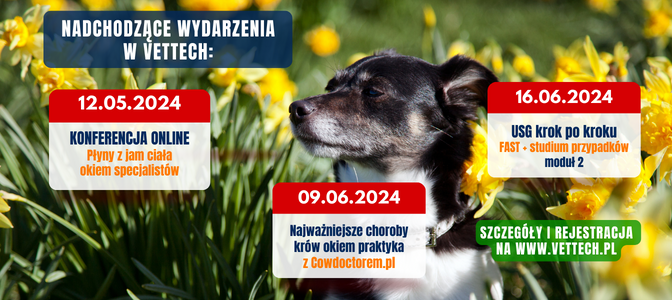 NADCHODZĄCE WYDARZENIA
W VETTECH:
12.05.2024
KONFERENCJA ONLINE
Płyny z jam ciała
okiem specjalistów
09.06.2024
Najważniejsze choroby
krów okiem praktyka
z Cowdoctorem.pl
16.06.2024
USG krok po kroku
FAST + studium przypadków
moduł 2
SZCZEGÓŁY I REJESTRACJA
NA WWW.VETTECH.PL